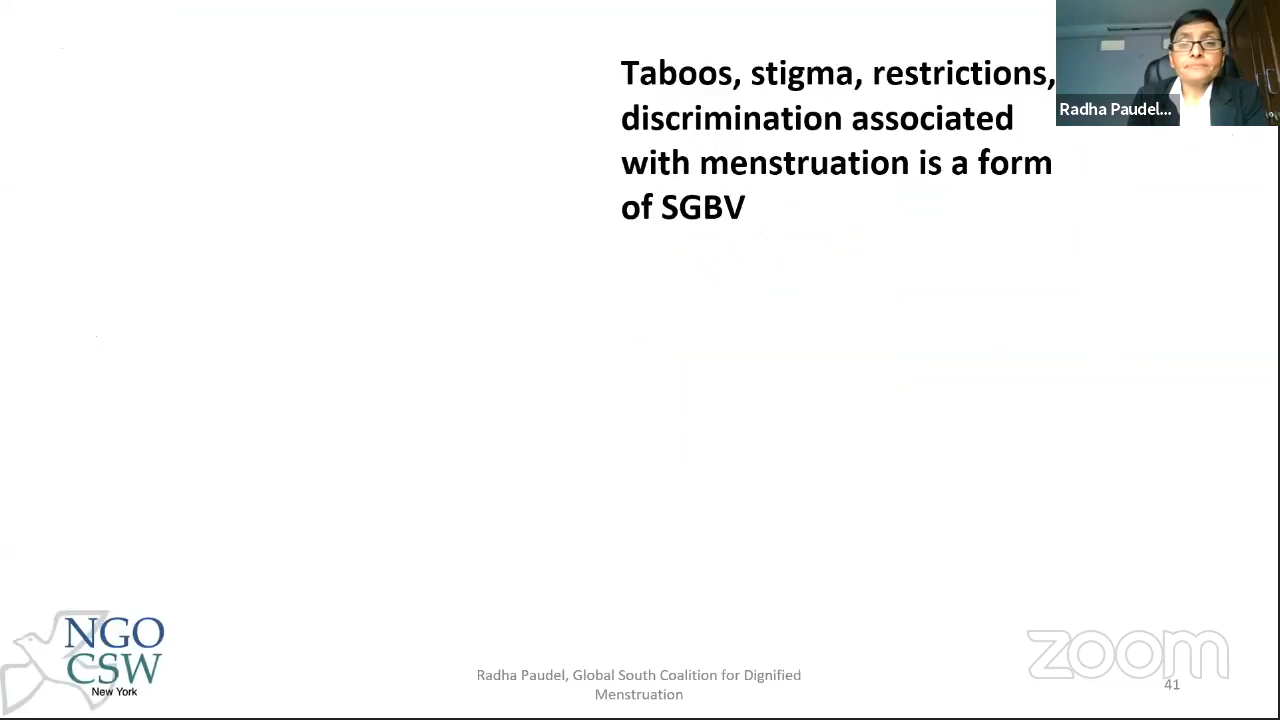 Taboos, stigma, restrictions,
discrimination associated
with menstruation is a form
of SGBV
Radha Paudel...
NGO
CSW
New York
Radha Paudel, Global South Coalition for Dignified
Menstruation
zoom
41